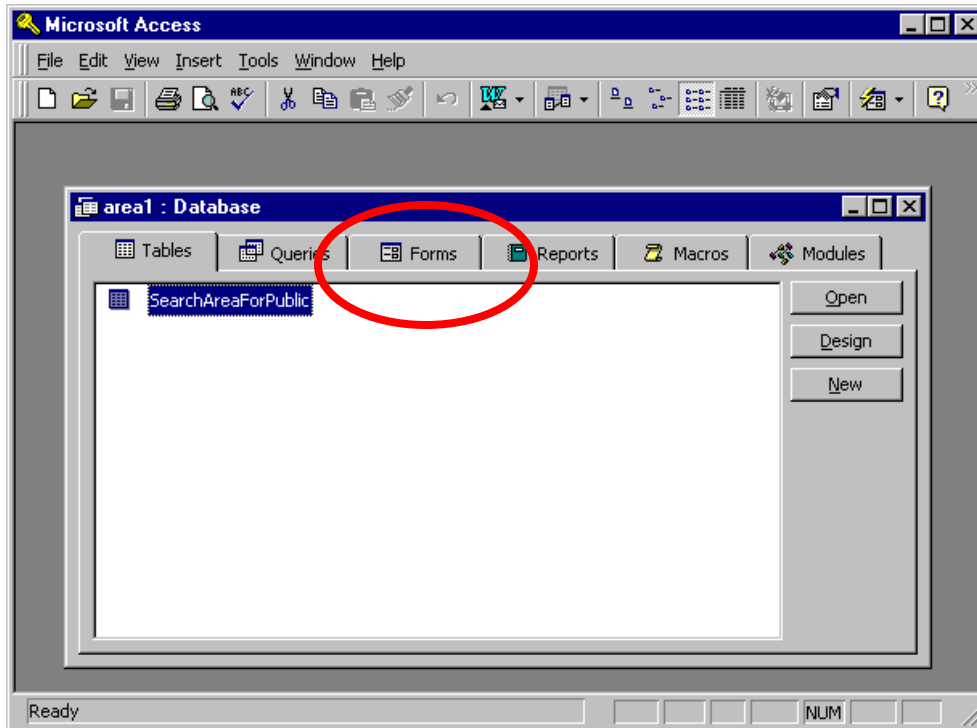 Microsoft Access
File Edit View Insert Tools Window Help
ABC
area1 : Database
Tables Queries Forms Reports Macros Modules
SearchAreaForPublic
Open
Design
New
Ready NUM